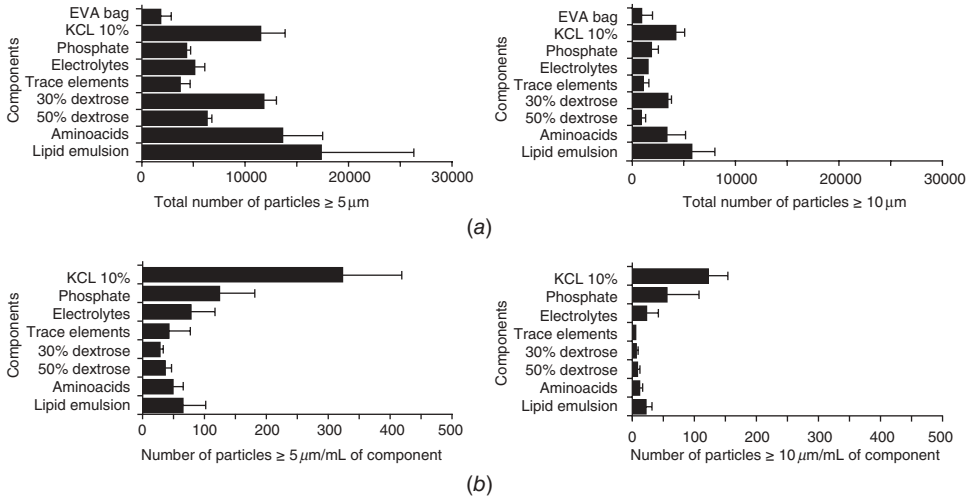 Components
EVA bag
KCL 10%
Phosphate
Electrolytes
Trace elements
30% dextrose
50% dextrose
Aminoacids
Lipid emulsion
0 10000 20000 30000
Total number of particles ≥ 5 μm
Components
EVA bag
KCL 10%
Phosphate
Electrolytes
Trace elements
30% dextrose
50% dextrose
Aminoacids
Lipid emulsion
0 10000 20000 30000
Total number of particles ≥ 10 μm
(a)
Components
KCL 10%
Phosphate
Electrolytes
Trace elements
30% dextrose
50% dextrose
Aminoacids
Lipid emulsion
0 100 200 300 400 500
Number of particles ≥ 5 μm/mL of component
Components
KCL 10%
Phosphate
Electrolytes
Trace elements
30% dextrose
50% dextrose
Aminoacids
Lipid emulsion
0 100 200 300 400 500
Number of particles ≥ 10 μm/mL of component
(b)